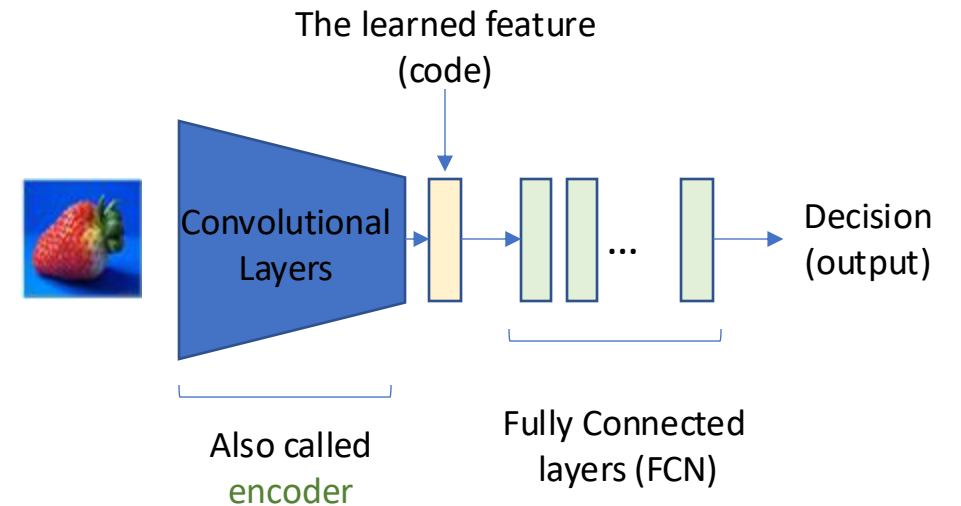 The learned feature
(code)
Convolutional
Layers
...
Decision
(output)
Also called
encoder
Fully Connected
layers (FCN)